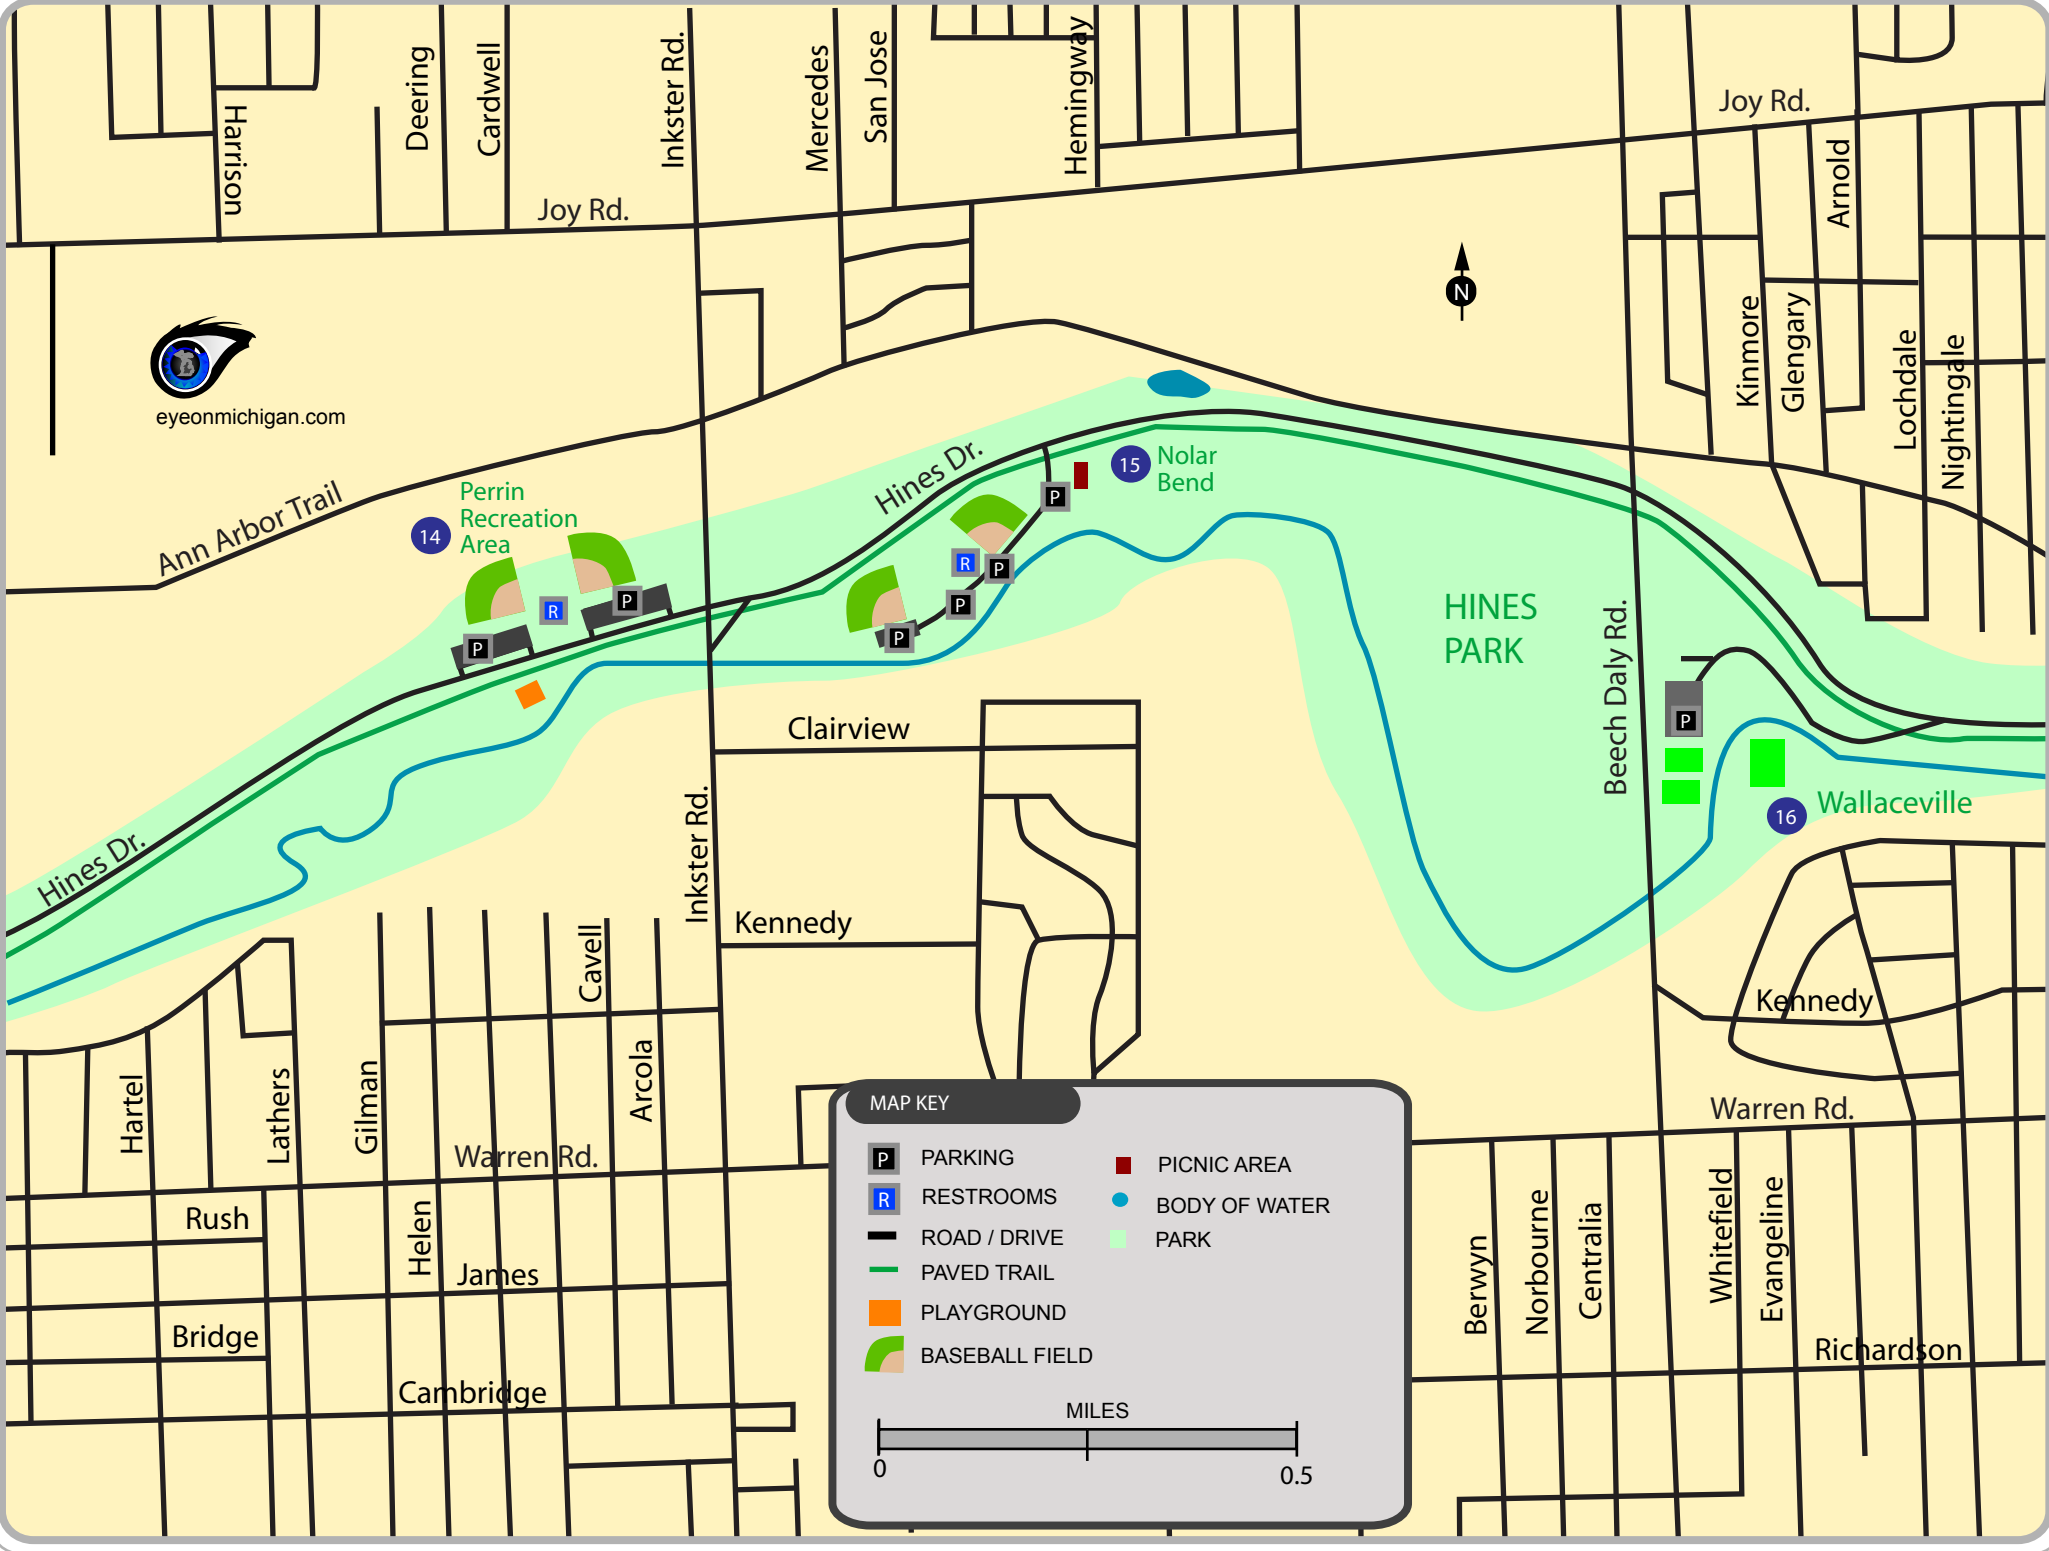 Harrison
Deering
Cardwell
Inkster Rd.
Mercedes
San Jose
Hemingway
Joy Rd.
Arnold
Joy Rd.
N
Kinmore
Glengary
Lochdale
Nightingale
eyeonmichigan.com
Ann Arbor Trail
14
Perrin
Recreation
Area
Hines Dr.
15
Nolar
Bend
P
R
P
P
R
P
P
P
HINES
PARK
Beech Daly Rd.
P
16
Wallaceville
Hines Dr.
Clairview
Inkster Rd.
Kennedy
Cavell
Kennedy
Hartel
Lathers
Gilman
Arcola
Warren Rd.
Warren Rd.
Rush
Helen
James
Bridge
Cambridge
Berwyn
Norbourne
Centralia
Whitefield
Evangeline
Richardson
MAP KEY
P PARKING
R RESTROOMS
ROAD / DRIVE
PAVED TRAIL
PLAYGROUND
BASEBALL FIELD
PICNIC AREA
BODY OF WATER
PARK
MILES
0 0.5